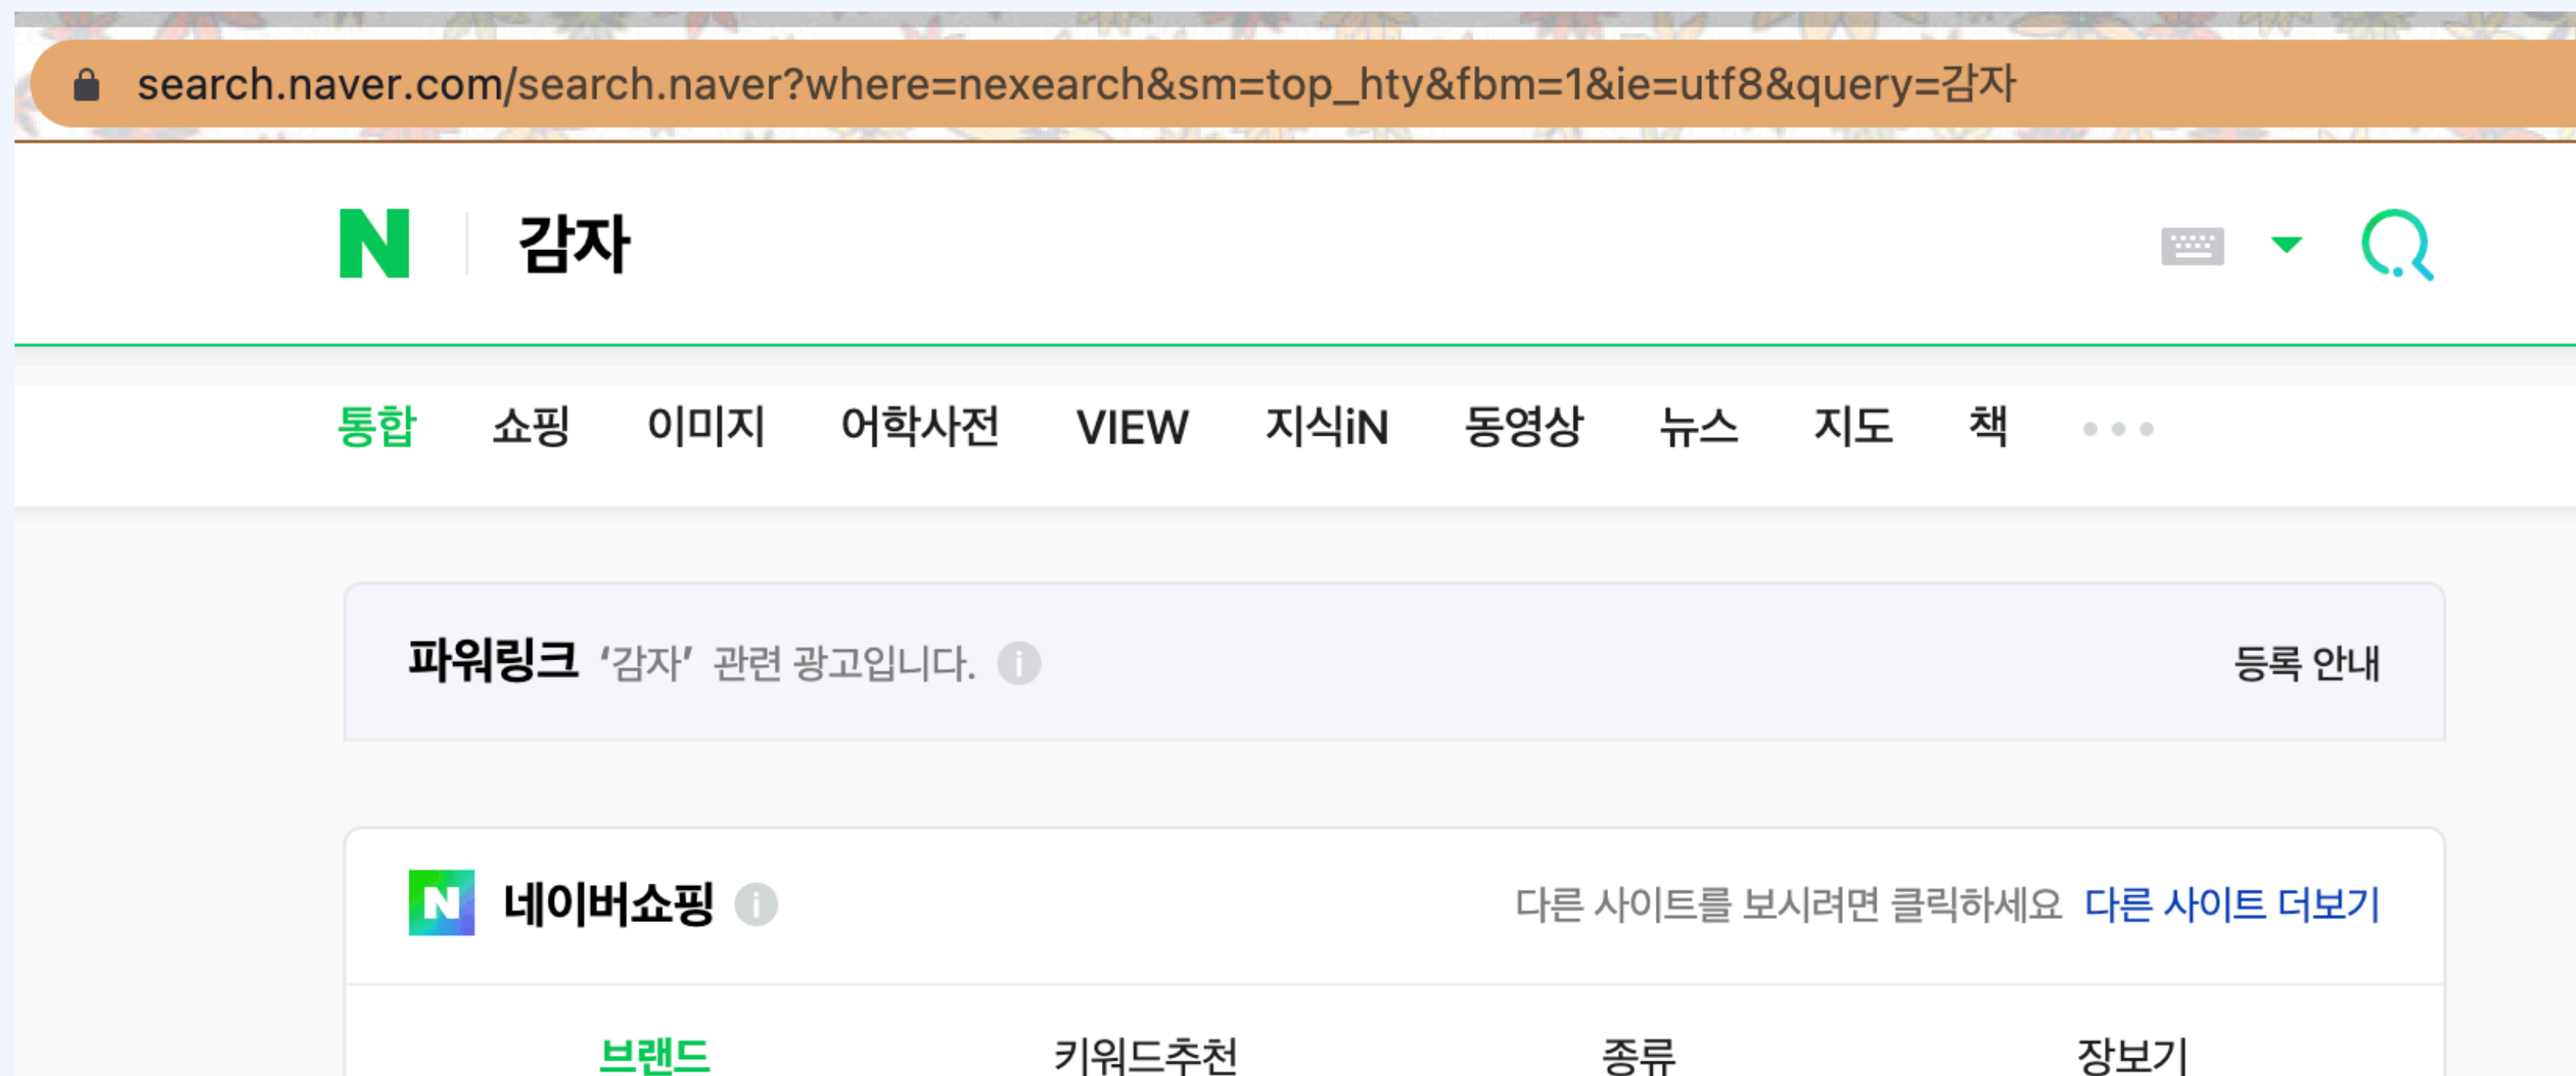 search.naver.com/search.naver?where=nexearch&sm=top_hty&fbm=1&ie=utf8&query=감자
N 감자
통합 쇼핑 이미지 어학사전 VIEW 지식iN 동영상 뉴스 지도 책
파워링크 ‘감자’ 관련 광고입니다. i 등록 안내
N 네이버쇼핑 i 다른 사이트를 보시려면 클릭하세요 다른 사이트 더보기
브랜드 키워드추천 종류 장보기